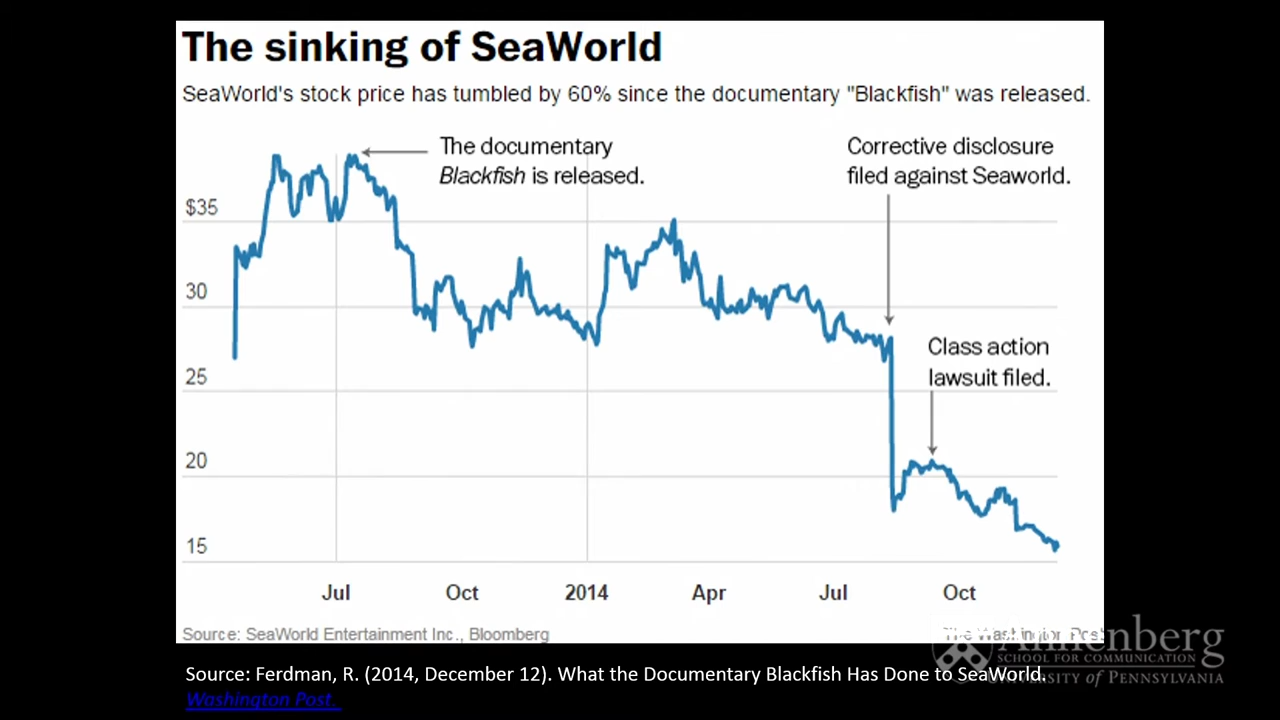 The sinking of SeaWorld
SeaWorld's stock price has tumbled by 60% since the documentary "Blackfish" was released.
The documentary
Blackfish is released.
Corrective disclosure
filed against Seaworld.
$35
30
25
Class action
lawsuit filed.
20
15
Jul
Oct
2014
Apr
Jul
Oct
Source: SeaWorld Entertainment Inc., Bloomberg
The Washington Post
Annenberg
SCHOOL FOR COMMUNICATION
UNIVERSITY OF PENNSYLVANIA
Source: Ferdman, R. (2014, December 12). What the Documentary Blackfish Has Done to SeaWorld.
Washington Post.